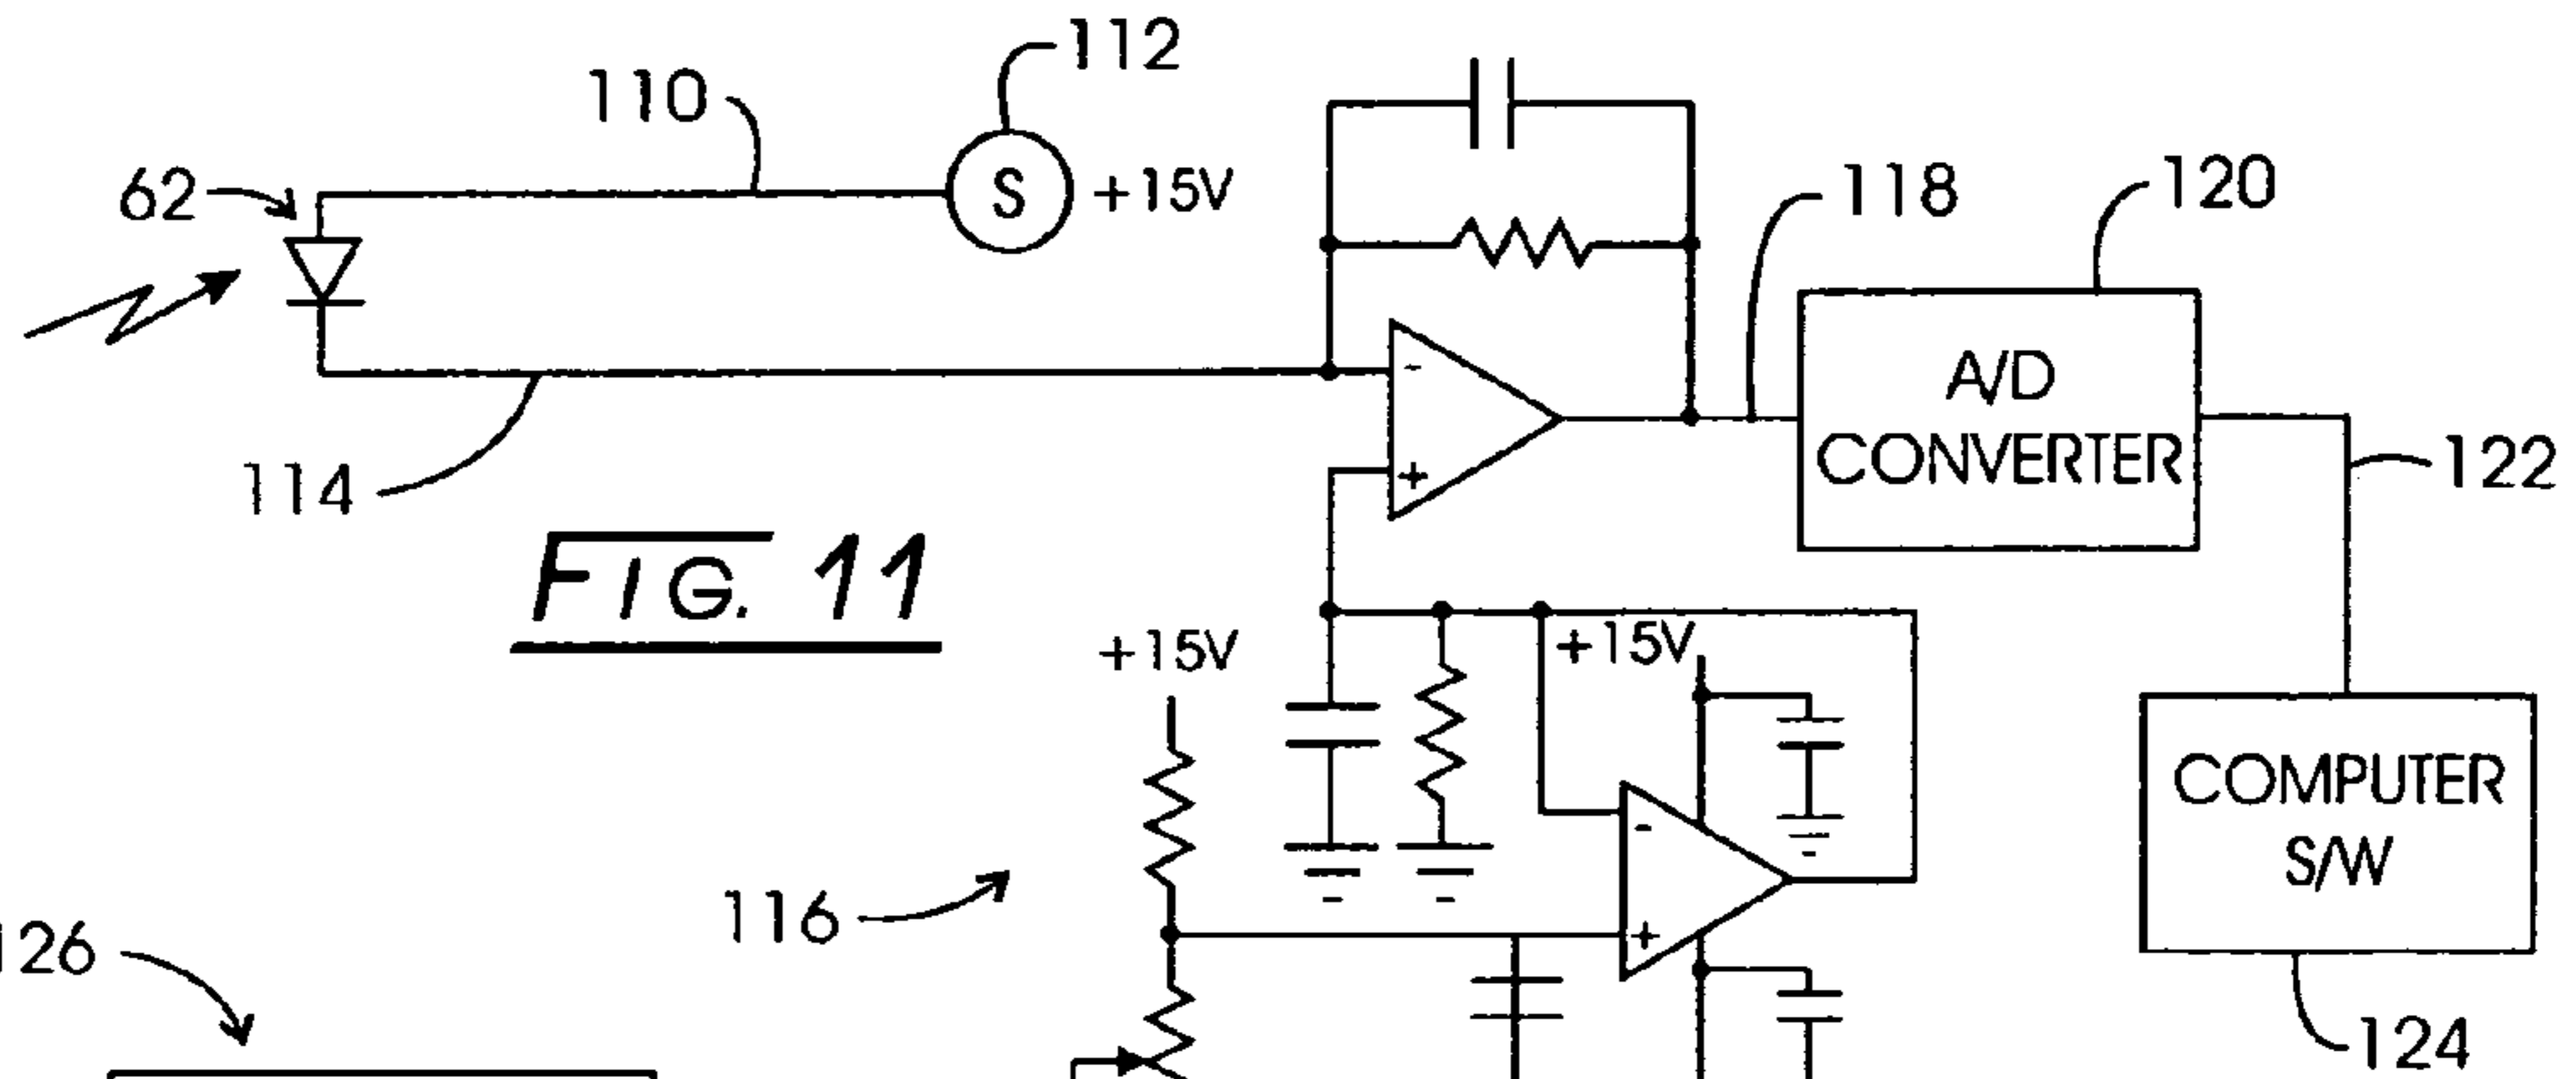 112
110
62
S
+15V
118
120
-
+
A/D
CONVERTER
122
114
FIG. 11
+15V
+15V
COMPUTER
S/W
-
+
116
126
124